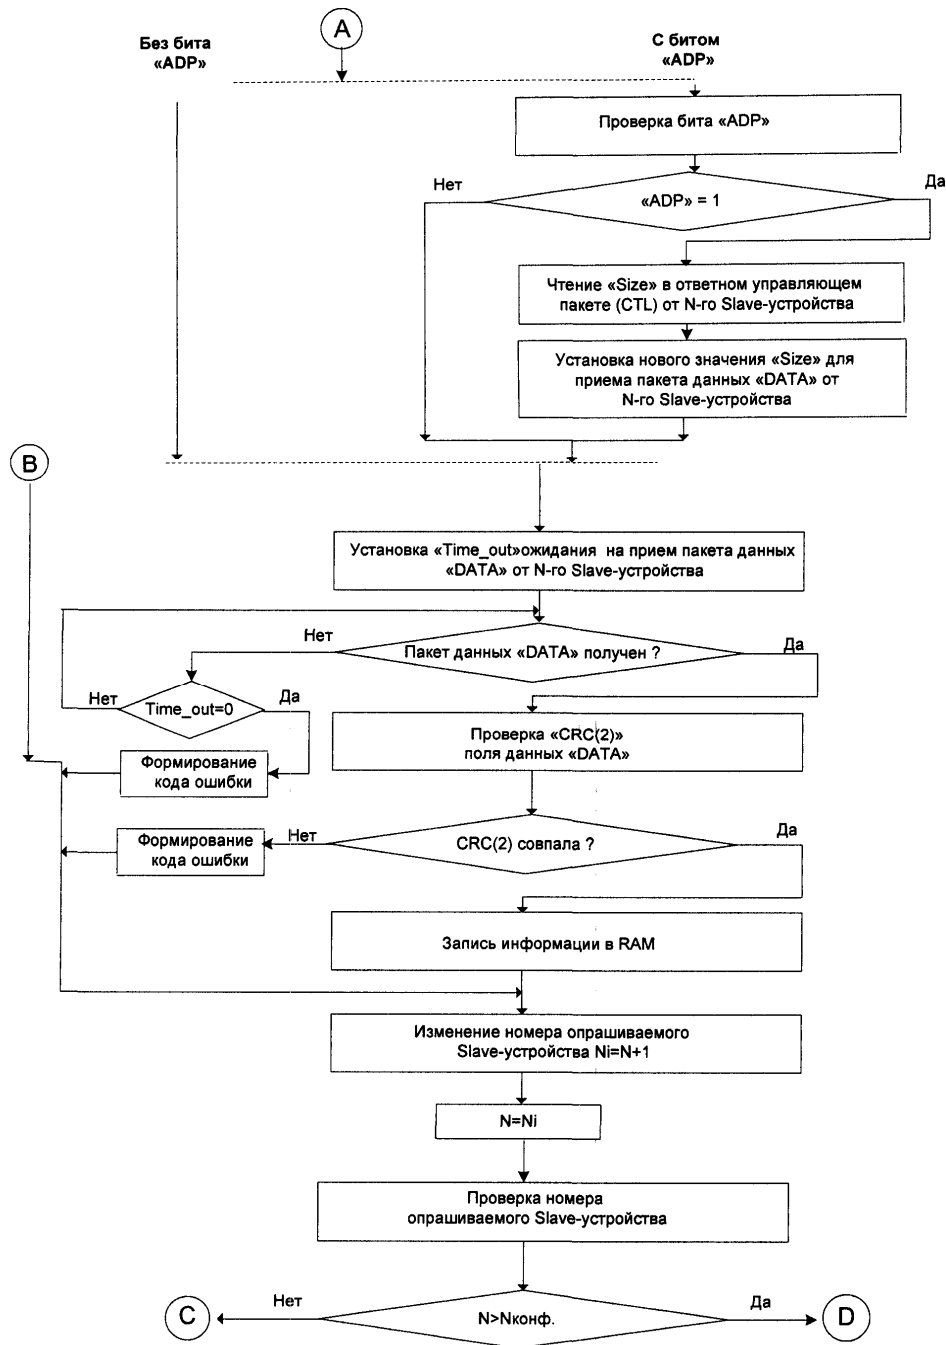 A
Без бита
«ADP»
С битом
«ADP»
Проверка бита «ADP»
Нет
Да
«ADP» = 1
Чтение «Size» в ответном управляющем
пакете (CTL) от N-го Slave-устройства
Установка нового значения «Size» для
приема пакета данных «DATA» от
N-го Slave-устройства
B
Установка «Time_out»ожидания на прием пакета данных
«DATA» от N-го Slave-устройства
Нет
Пакет данных «DATA» получен ?
Да
Нет
Time_out=0
Да
Проверка «CRC(2)»
поля данных «DATA»
Формирование
кода ошибки
Формирование
кода ошибки
Нет
CRC(2) совпала ?
Да
Запись информации в RAM
Изменение номера опрашиваемого
Slave-устройства Ni=N+1
N=Ni
Проверка номера
опрашиваемого Slave-устройства
C
Нет
N>Nконф.
Да
D